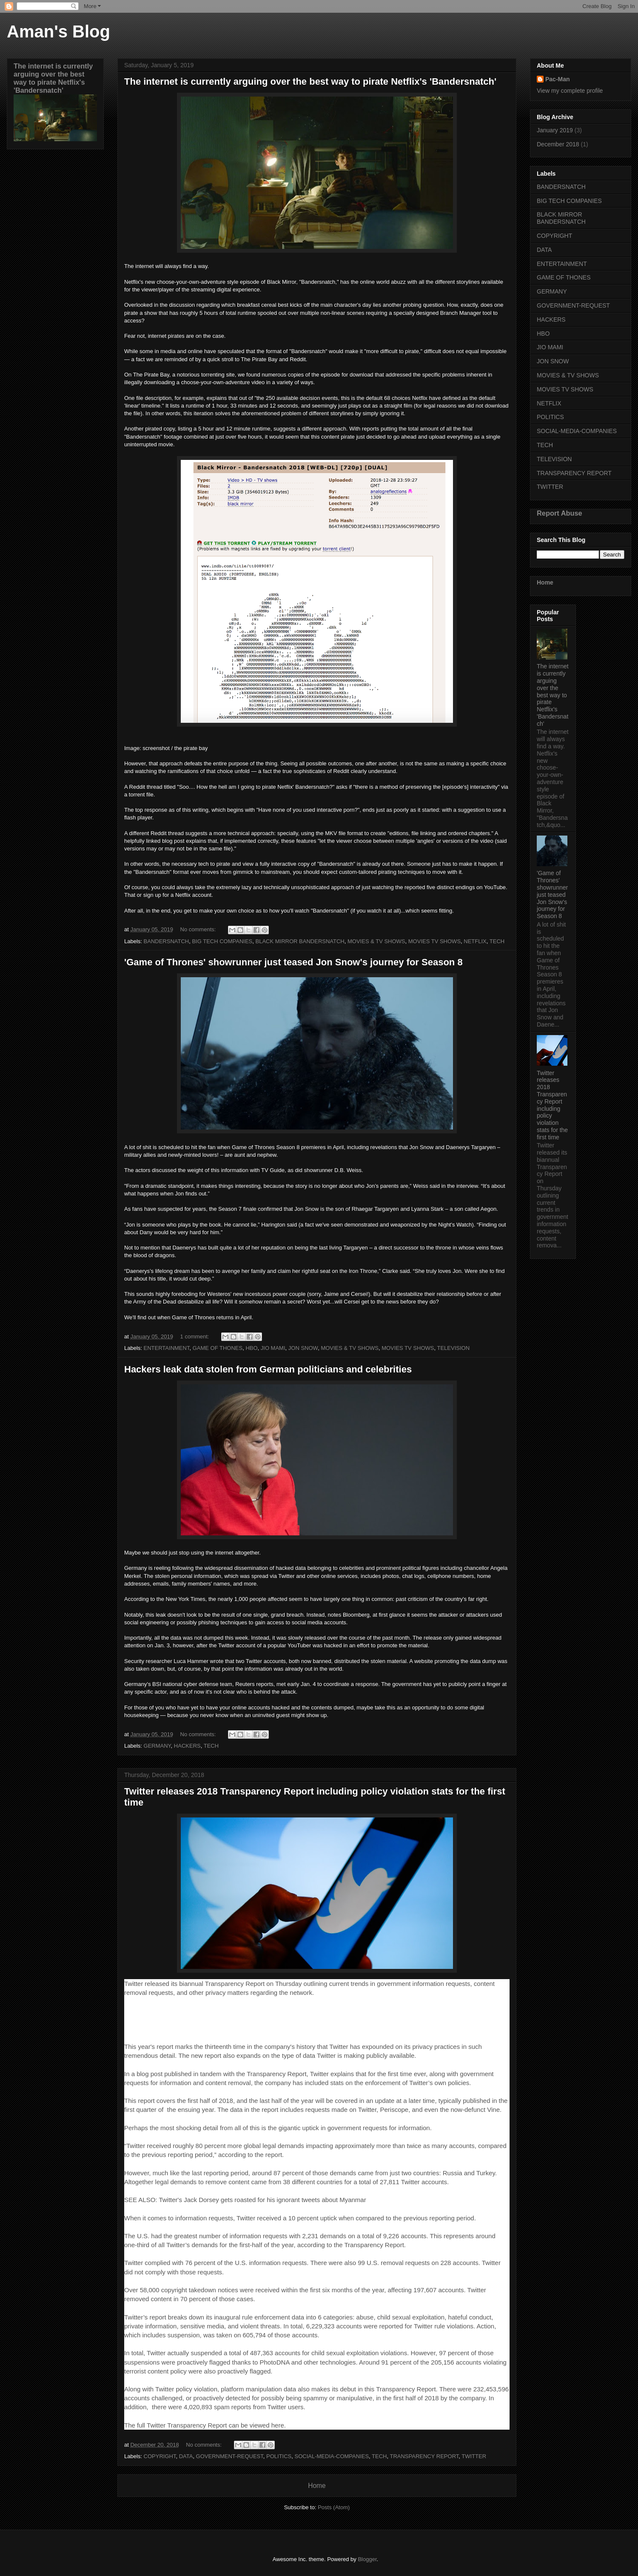 More
Create Blog Sign In
Aman's Blog
The internet is currently
arguing over the best
way to pirate Netflix's
'Bandersnatch'
Saturday, January 5, 2019
The internet is currently arguing over the best way to pirate Netflix's 'Bandersnatch'
The internet will always find a way.
Netflix's new choose-your-own-adventure style episode of Black Mirror, "Bandersnatch," has the online world abuzz with all the different storylines available
for the viewer/player of the streaming digital experience.
Overlooked in the discussion regarding which breakfast cereal best kicks off the main character's day lies another probing question. How, exactly, does one
pirate a show that has roughly 5 hours of total runtime spooled out over multiple non-linear scenes requiring a specially designed Branch Manager tool to
access?
Fear not, internet pirates are on the case.
While some in media and online have speculated that the format of "Bandersnatch" would make it "more difficult to pirate," difficult does not equal impossible
— a fact we are reminded of by a quick stroll to The Pirate Bay and Reddit.
On The Pirate Bay, a notorious torrenting site, we found numerous copies of the episode for download that addressed the specific problems inherent in
illegally downloading a choose-your-own-adventure video in a variety of ways.
One file description, for example, explains that out of "the 250 available different choices Netflix have defined as the default
'linear' timeline." It lists a runtime of 1 hour, 33 minutes and 12 seconds, and seemingly just plays out as a straight film (for legal reasons we did not download
the file). In other words, this iteration solves the aforementioned problem of different storylines by simply ignoring it.
Another pirated copy, listing a 5 hour and 12 minute runtime, suggests a different approach. With reports putting the total amount of all the eventual
"Bandersnatch" footage combined at just over five hours, it would seem that this content pirate just decided to go ahead and upload everything as a single
uninterrupted movie.
Black Mirror - Bandersnatch 2018 [WEB-DL] [720p] [DUAL]
Type: Video > HD - TV shows
Files: 2
Size: 3.3 GiB (3546919123 Bytes)
Info: IMDB
Tag(s): black mirror
Uploaded: 2018-12-28 23:59:27
GMT
By: analogreflections
Seeders: 1309
Leechers: 249
Comments 0
Info Hash:
GET THIS TORRENT PLAY/STREAM TORRENT
(Problems with magnets links are fixed by upgrading your torrent client!)
Image: screenshot / the pirate bay
However, that approach defeats the entire purpose of the thing. Seeing all possible outcomes, one after another, is not the same as making a specific choice
and watching the ramifications of that choice unfold — a fact the true sophisticates of Reddit clearly understand.
A Reddit thread titled "Soo.... How the hell am I going to pirate Netflix' Bandersnatch?" asks if "there is a method of preserving the [episode's] interactivity" via
a torrent file.
The top response as of this writing, which begins with "Have none of you used interactive porn?", ends just as poorly as it started: with a suggestion to use a
flash player.
A different Reddit thread suggests a more technical approach: specially, using the MKV file format to create "editions, file linking and ordered chapters." A
helpfully linked blog post explains that, if implemented correctly, these features "let the viewer choose between multiple 'angles' or versions of the video (say
versions a movie may or may not be see in the same file)."
In other words, the necessary tech to pirate and view a fully interactive copy of "Bandersnatch" is already out there. Someone just has to make it happen. If
the "Bandersnatch" format ever moves from gimmick to mainstream, you better believe we should expect custom-tailored pirating techniques to move with it.
Of course, you could always take the extremely lazy and technically unsophisticated approach of just watching the reported five distinct endings on YouTube.
That or sign up for a Netflix account.
After all, in the end, you get to make your own choice as to how you'll watch "Bandersnatch" (if you watch it at all)...which seems fitting.
at January 05, 2019 No comments:
Labels: BANDERSNATCH, BIG TECH COMPANIES, BLACK MIRROR BANDERSNATCH, MOVIES & TV SHOWS, MOVIES TV SHOWS, NETFLIX, TECH
'Game of Thrones' showrunner just teased Jon Snow's journey for Season 8
A lot of shit is scheduled to hit the fan when Game of Thrones Season 8 premieres in April, including revelations that Jon Snow and Daenerys Targaryen –
military allies and newly-minted lovers! – are aunt and nephew.
The actors discussed the weight of this information with TV Guide, as did showrunner D.B. Weiss.
"From a dramatic standpoint, it makes things interesting, because the story is no longer about who Jon's parents are," Weiss said in the interview. "It's about
what happens when Jon finds out."
As fans have suspected for years, the Season 7 finale confirmed that Jon Snow is the son of Rhaegar Targaryen and Lyanna Stark – a son called Aegon.
"Jon is someone who plays by the book. He cannot lie," Harington said (a fact we've seen demonstrated and weaponized by the Night's Watch). "Finding out
about Dany would be very hard for him."
Not to mention that Daenerys has built quite a lot of her reputation on being the last living Targaryen – a direct successor to the throne in whose veins flows
the blood of dragons.
"Daenerys's lifelong dream has been to avenge her family and claim her rightful seat on the Iron Throne," Clarke said. "She truly loves Jon. Were she to find
out about his title, it would cut deep."
This sounds highly foreboding for Westeros' new incestuous power couple (sorry, Jaime and Cersei!). But will it destabilize their relationship before or after
the Army of the Dead destabilize all life? Will it somehow remain a secret? Worst yet...will Cersei get to the news before they do?
We'll find out when Game of Thrones returns in April.
at January 05, 2019 1 comment:
Labels: ENTERTAINMENT, GAME OF THONES, HBO, JIO MAMI, JON SNOW, MOVIES & TV SHOWS, MOVIES TV SHOWS, TELEVISION
Hackers leak data stolen from German politicians and celebrities
Maybe we should just stop using the internet altogether.
Germany is reeling following the widespread dissemination of hacked data belonging to celebrities and prominent political figures including chancellor Angela
Merkel. The stolen personal information, which was spread via Twitter and other online services, includes photos, chat logs, cellphone numbers, home
addresses, emails, family members' names, and more.
According to the New York Times, the nearly 1,000 people affected seem to have largely one thing in common: past criticism of the country's far right.
Notably, this leak doesn't look to be the result of one single, grand breach. Instead, notes Bloomberg, at first glance it seems the attacker or attackers used
social engineering or possibly phishing techniques to gain access to social media accounts.
Importantly, all the data was not dumped this week. Instead, it was slowly released over the course of the past month. The release only gained widespread
attention on Jan. 3, however, after the Twitter account of a popular YouTuber was hacked in an effort to promote the material.
Security researcher Luca Hammer wrote that two Twitter accounts, both now banned, distributed the stolen material. A website promoting the data dump was
also taken down, but, of course, by that point the information was already out in the world.
Germany's BSI national cyber defense team, Reuters reports, met early Jan. 4 to coordinate a response. The government has yet to publicly point a finger at
any specific actor, and as of now it's not clear who is behind the attack.
For those of you who have yet to have your online accounts hacked and the contents dumped, maybe take this as an opportunity to do some digital
housekeeping — because you never know when an uninvited guest might show up.
at January 05, 2019 No comments:
Labels: GERMANY, HACKERS, TECH
Thursday, December 20, 2018
Twitter releases 2018 Transparency Report including policy violation stats for the first
time
Twitter released its biannual Transparency Report on Thursday outlining current trends in government information requests, content
removal requests, and other privacy matters regarding the network.
This year's report marks the thirteenth time in the company's history that Twitter has expounded on its privacy practices in such
tremendous detail. The new report also expands on the type of data Twitter is making publicly available.
In a blog post published in tandem with the Transparency Report, Twitter explains that for the first time ever, along with government
requests for information and content removal, the company has included stats on the enforcement of Twitter's own policies.
This report covers the first half of 2018, and the last half of the year will be covered in an update at a later time, typically published in the
first quarter of the ensuing year. The data in the report includes requests made on Twitter, Periscope, and even the now-defunct Vine.
Perhaps the most shocking detail from all of this is the gigantic uptick in government requests for information.
"Twitter received roughly 80 percent more global legal demands impacting approximately more than twice as many accounts, compared
to the previous reporting period," according to the report.
However, much like the last reporting period, around 87 percent of those demands came from just two countries: Russia and Turkey.
Altogether legal demands to remove content came from 38 different countries for a total of 27,811 Twitter accounts.
SEE ALSO: Twitter's Jack Dorsey gets roasted for his ignorant tweets about Myanmar
When it comes to information requests, Twitter received a 10 percent uptick when compared to the previous reporting period.
The U.S. had the greatest number of information requests with 2,231 demands on a total of 9,226 accounts. This represents around
one-third of all Twitter's demands for the first-half of the year, according to the Transparency Report.
Twitter complied with 76 percent of the U.S. information requests. There were also 99 U.S. removal requests on 228 accounts. Twitter
did not comply with those requests.
Over 58,000 copyright takedown notices were received within the first six months of the year, affecting 197,607 accounts. Twitter
removed content in 70 percent of those cases.
Twitter's report breaks down its inaugural rule enforcement data into 6 categories: abuse, child sexual exploitation, hateful conduct,
private information, sensitive media, and violent threats. In total, 6,229,323 accounts were reported for Twitter rule violations. Action,
which includes suspension, was taken on 605,794 of those accounts.
In total, Twitter actually suspended a total of 487,363 accounts for child sexual exploitation violations. However, 97 percent of those
suspensions were proactively flagged thanks to PhotoDNA and other technologies. Around 91 percent of the 205,156 accounts violating
terrorist content policy were also proactively flagged.
Along with Twitter policy violation, platform manipulation data also makes its debut in this Transparency Report. There were 232,453,596
accounts challenged, or proactively detected for possibly being spammy or manipulative, in the first half of 2018 by the company. In
addition, there were 4,020,893 spam reports from Twitter users.
The full Twitter Transparency Report can be viewed here.
at December 20, 2018 No comments:
Labels: COPYRIGHT, DATA, GOVERNMENT-REQUEST, POLITICS, SOCIAL-MEDIA-COMPANIES, TECH, TRANSPARENCY REPORT, TWITTER
Home
Subscribe to: Posts (Atom)
About Me
Pac-Man
View my complete profile
Blog Archive
January 2019 (3)
December 2018 (1)
Labels
BANDERSNATCH
BIG TECH COMPANIES
BLACK MIRROR
BANDERSNATCH
COPYRIGHT
DATA
ENTERTAINMENT
GAME OF THONES
GERMANY
GOVERNMENT-REQUEST
HACKERS
HBO
JIO MAMI
JON SNOW
MOVIES & TV SHOWS
MOVIES TV SHOWS
NETFLIX
POLITICS
SOCIAL-MEDIA-COMPANIES
TECH
TELEVISION
TRANSPARENCY REPORT
TWITTER
Report Abuse
Search This Blog
Search
Home
Popular
Posts
The internet
is currently
arguing
over the
best way to
pirate
Netflix's
'Bandersnat
ch'
The internet
will always
find a way.
Netflix's
new
choose-
your-own-
adventure
style
episode of
Black
Mirror,
"Bandersna
tch,&quo...
'Game of
Thrones'
showrunner
just teased
Jon Snow's
journey for
Season 8
A lot of shit
is
scheduled
to hit the
fan when
Game of
Thrones
Season 8
premieres
in April,
including
revelations
that Jon
Snow and
Daene...
Twitter
releases
2018
Transparen
cy Report
including
policy
violation
stats for the
first time
Twitter
released its
biannual
Transparen
cy Report
on
Thursday
outlining
current
trends in
government
information
requests,
content
remova...
Awesome Inc. theme. Powered by Blogger.